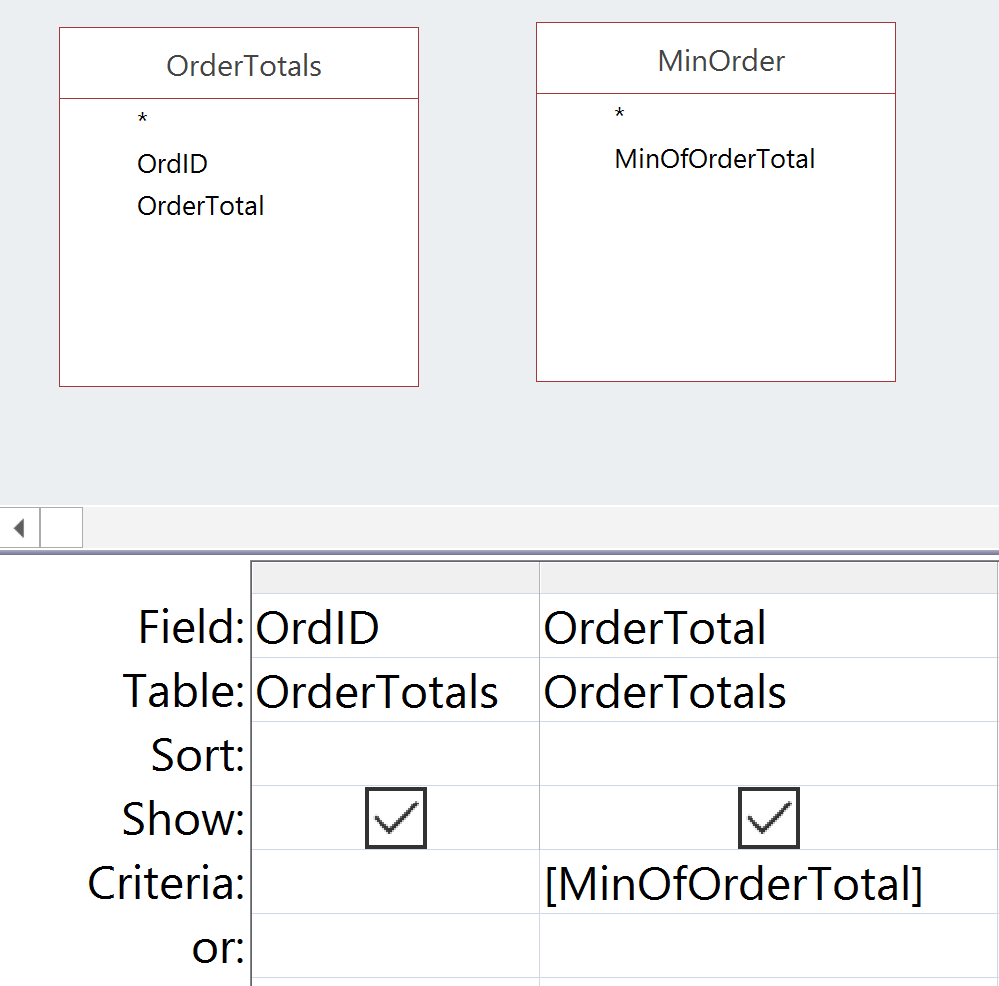 OrderTotals
*
OrdID
OrderTotal
MinOrder
*
MinOfOrderTotal
Field: OrdID OrderTotal
Table: OrderTotals OrderTotals
Sort:
Show:
Criteria: [MinOfOrderTotal]
or: